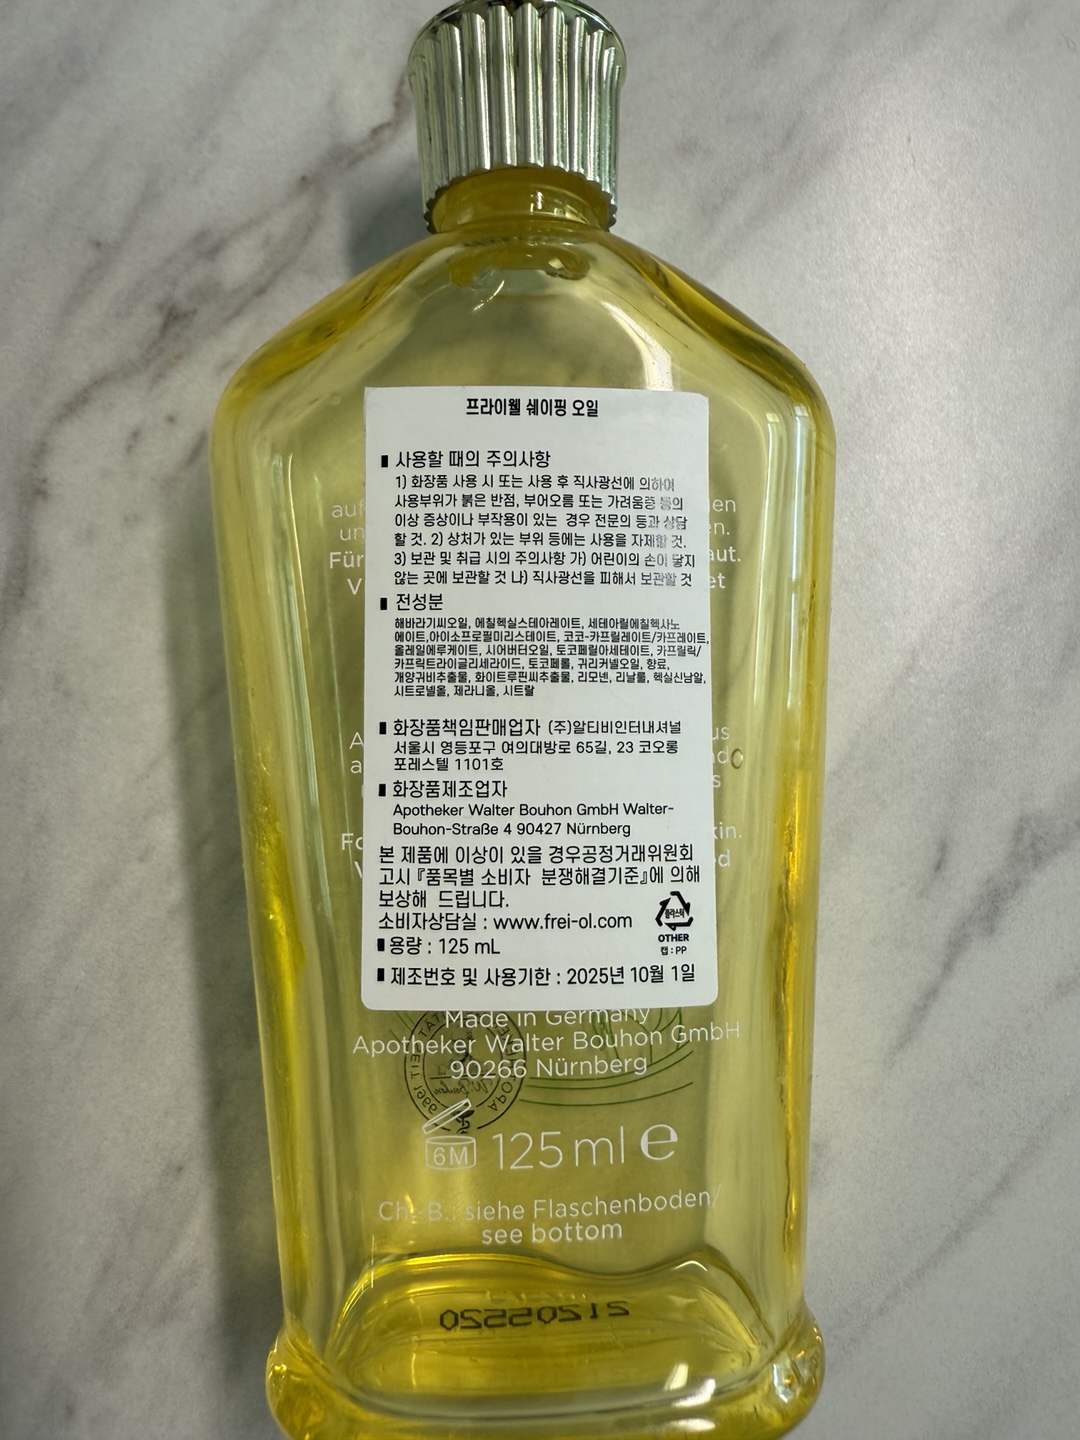 프라이웰 쉐이핑 오일
사용할 때의 주의사항
1) 화장품 사용 시 또는 사용 후 직사광선에 의하여
사용부위가 붉은 반점, 부어오름 또는 가려움증 등의
이상 증상이나 부작용이 있는 경우 전문의 등과 상담
할 것. 2) 상처가 있는 부위 등에는 사용을 자제할 것.
3) 보관 및 취급 시의 주의사항 가) 어린이의 손이 닿지
않는 곳에 보관할 것 나) 직사광선을 피해서 보관할 것
전성분
해바라기씨오일, 에칠헥실스테아레이트, 세테아릴에칠헥사노
에이트,아이소프로필미리스테이트, 코코-카프릴레이트/카프레이트,
올레일에루케이트, 시어버터오일, 토코페릴아세테이트, 카프릴릭/
카프릭트라이글리세라이드, 토코페롤, 귀리커넬오일, 향료,
개양귀비추출물, 화이트루핀씨추출물, 리모넨, 리날룰, 헥실신남알,
시트로넬올, 제라니올, 시트랄
화장품책임판매업자 (주)알티비인터내셔널
서울시 영등포구 여의대방로 65길, 23 코오롱
포레스텔 1101호
화장품제조업자
Apotheker Walter Bouhon GmbH Walter-
Bouhon-Straße 4 90427 Nürnberg
본 제품에 이상이 있을 경우공정거래위원회
고시 『품목별 소비자 분쟁해결기준』에 의해
보상해 드립니다.
소비자상담실 : www.frei-ol.com
플라스틱
OTHER
캡 : PP
용량 : 125 mL
제조번호 및 사용기한 : 2025년 10월 1일
Made in Germany
Apotheker Walter Bouhon GmbH
90266 Nürnberg
6M 125 ml e
Ch.-B.: siehe Flaschenboden/
see bottom
21205520